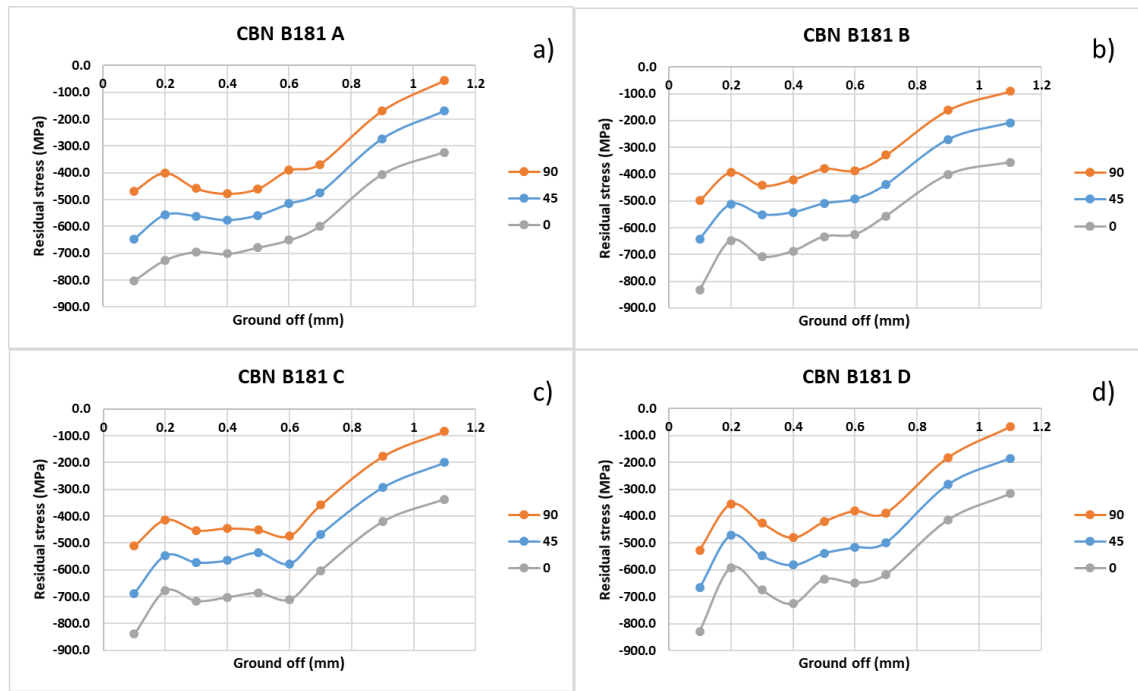 CBN B181 A
a)
0.0
0 0.2 0.4 0.6 0.8 1 1.2
-100.0
-200.0
-300.0
-400.0
-500.0
-600.0
-700.0
-800.0
-900.0
Residual stress (MPa)
Ground off (mm)
90
45
0
CBN B181 B
b)
0.0
0 0.2 0.4 0.6 0.8 1 1.2
-100.0
-200.0
-300.0
-400.0
-500.0
-600.0
-700.0
-800.0
-900.0
Residual stress (MPa)
Ground off (mm)
90
45
0
CBN B181 C
c)
0.0
0 0.2 0.4 0.6 0.8 1 1.2
-100.0
-200.0
-300.0
-400.0
-500.0
-600.0
-700.0
-800.0
-900.0
Residual stress (MPa)
Ground off (mm)
90
45
0
CBN B181 D
d)
0.0
0 0.2 0.4 0.6 0.8 1 1.2
-100.0
-200.0
-300.0
-400.0
-500.0
-600.0
-700.0
-800.0
-900.0
Residual stress (MPa)
Ground off (mm)
90
45
0